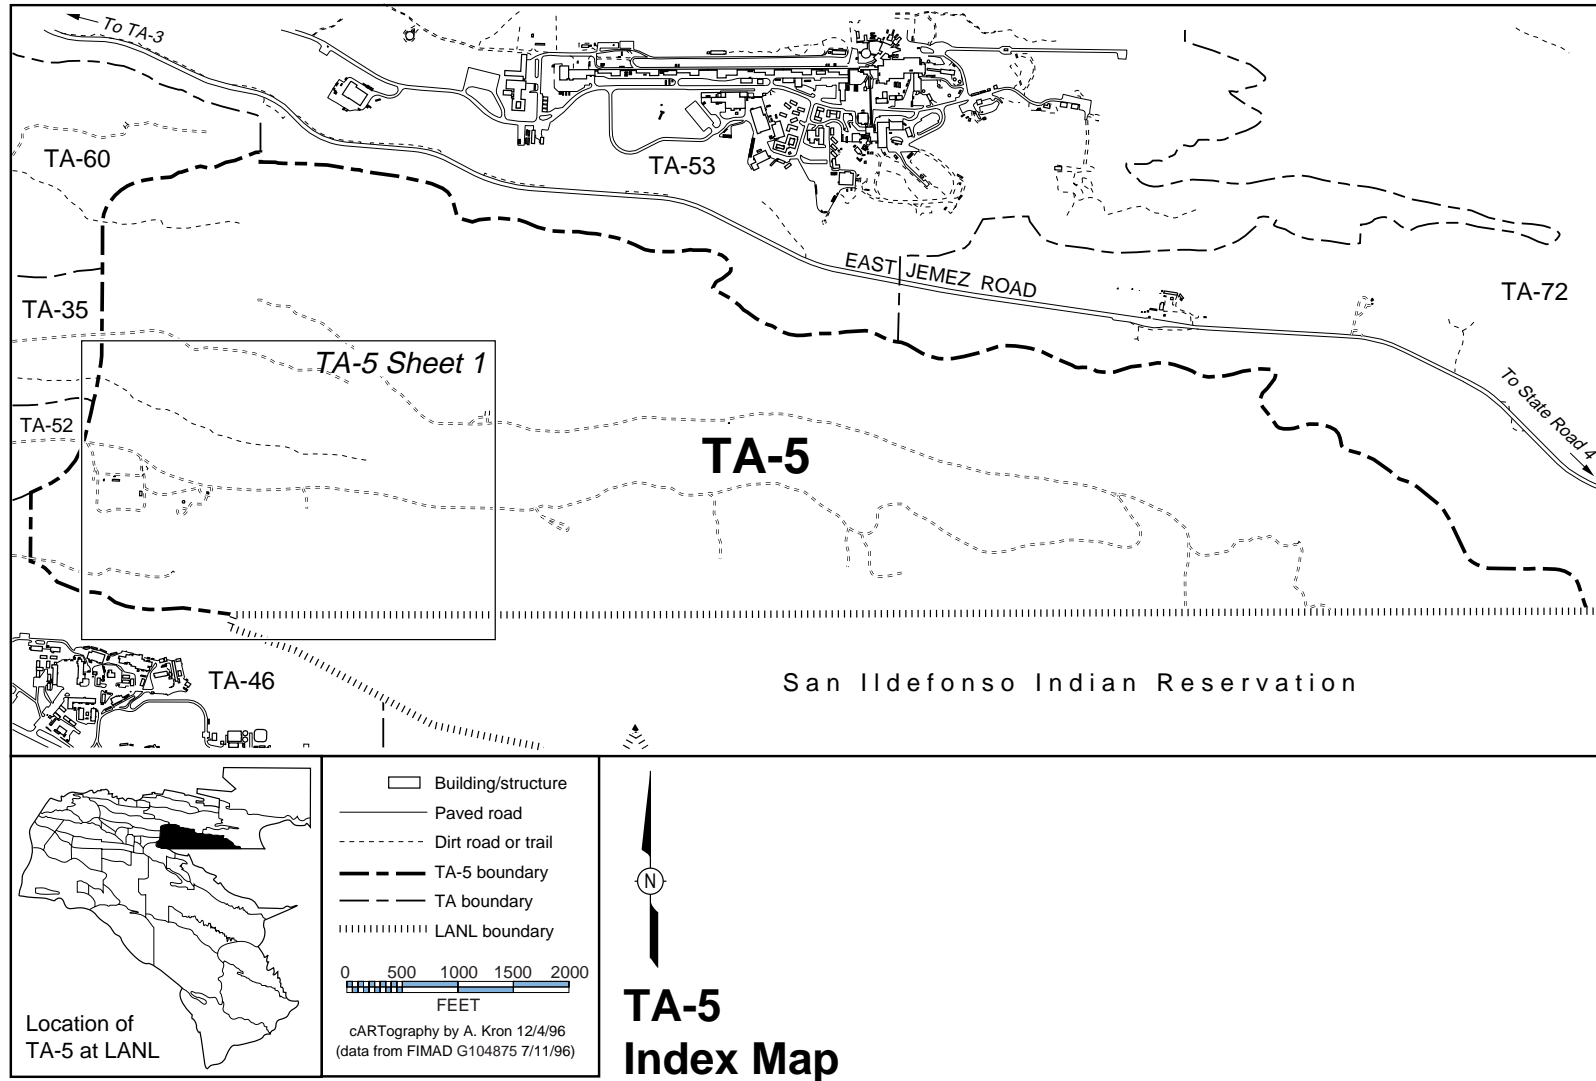 To TA-3
TA-60
TA-53
EAST JEMEZ ROAD
TA-72
TA-35
TA-5 Sheet 1
To State Road 4
TA-52
TA-5
TA-46
San Ildefonso Indian Reservation
Building/structure
Paved road
Dirt road or trail
TA-5 boundary
TA boundary
LANL boundary
0 500 1000 1500 2000
FEET
cARTography by A. Kron 12/4/96
(data from FIMAD G104875 7/11/96)
Location of
TA-5 at LANL
N
TA-5
Index Map